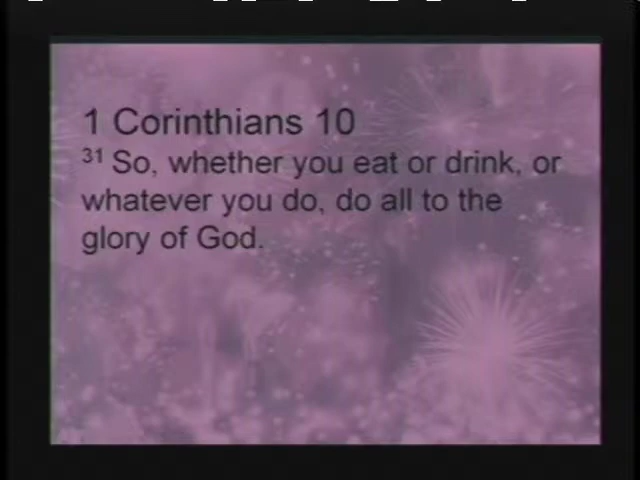 1 Corinthians 10
31 So, whether you eat or drink, or
whatever you do, do all to the
glory of God.